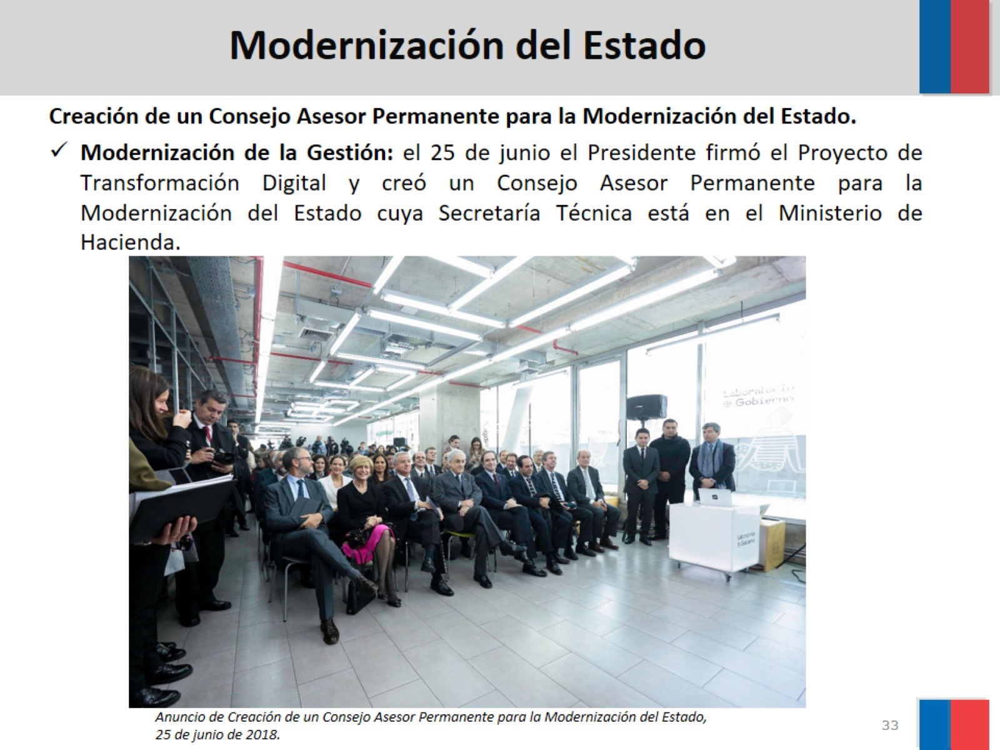 Modernización del Estado
Creación de un Consejo Asesor Permanente para la Modernización del Estado.
✓ Modernización de la Gestión: el 25 de junio el Presidente firmó el Proyecto de
Transformación Digital y creó un Consejo Asesor Permanente para la
Modernización del Estado cuya Secretaría Técnica está en el Ministerio de
Hacienda.
Laboratorio
de Gobierno
Laboratorio
de Gobierno
Anuncio de Creación de un Consejo Asesor Permanente para la Modernización del Estado,
25 de junio de 2018.
33